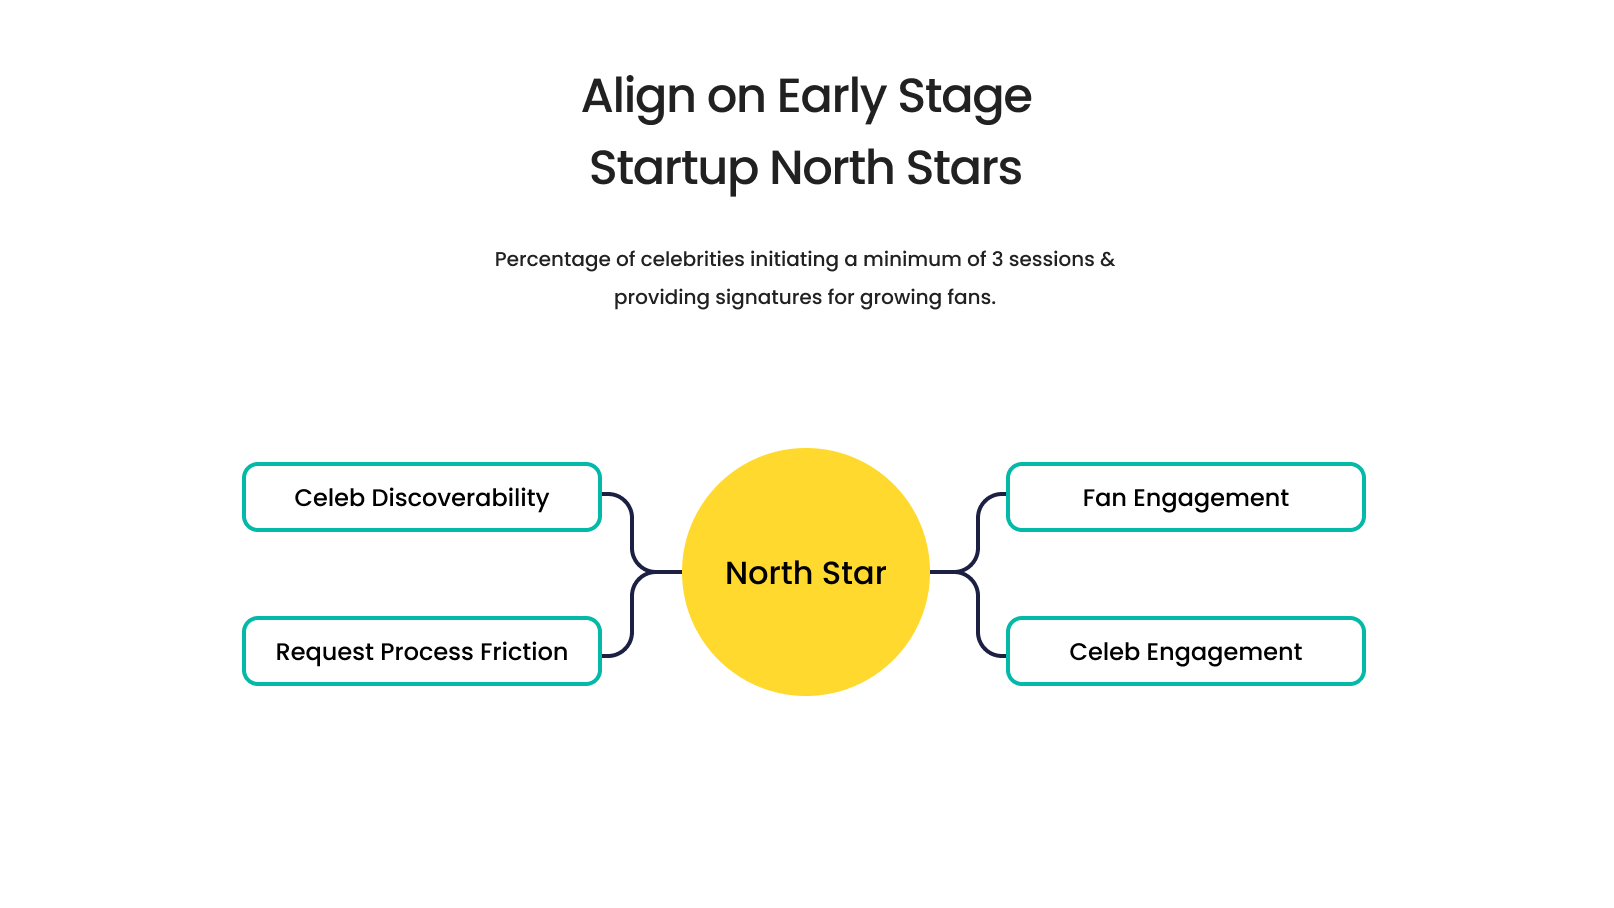 Align on Early Stage
Startup North Stars
Percentage of celebrities initiating a minimum of 3 sessions &
providing signatures for growing fans.
Celeb Discoverability
Request Process Friction
North Star
Fan Engagement
Celeb Engagement